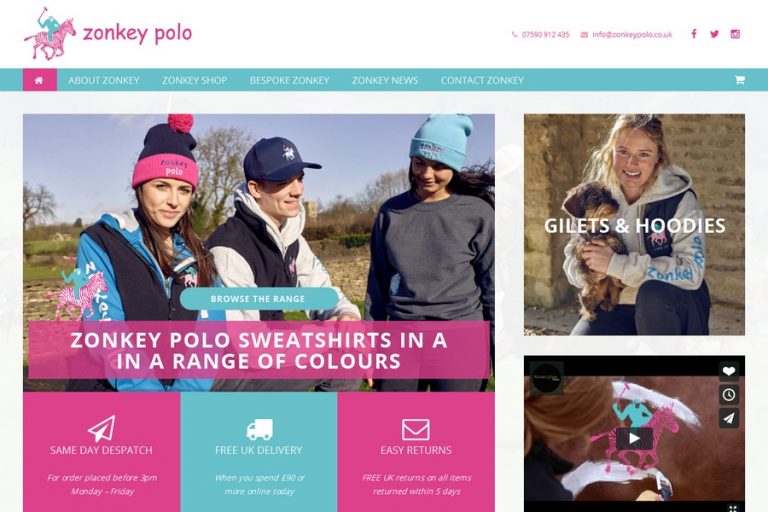 zonkey polo
07590 912 435
info@zonkeypolo.co.uk
ABOUT ZONKEY
ZONKEY SHOP
BESPOKE ZONKEY
ZONKEY NEWS
CONTACT ZONKEY
zonkey
polo
BROWSE THE RANGE
ZONKEY POLO SWEATSHIRTS IN A
IN A RANGE OF COLOURS
GILETS & HOODIES
zonkey
SAME DAY DESPATCH
For order placed before 3pm
Monday – Friday
FREE UK DELIVERY
When you spend £90 or
more online today
EASY RETURNS
FREE UK returns on all items
returned within 5 days